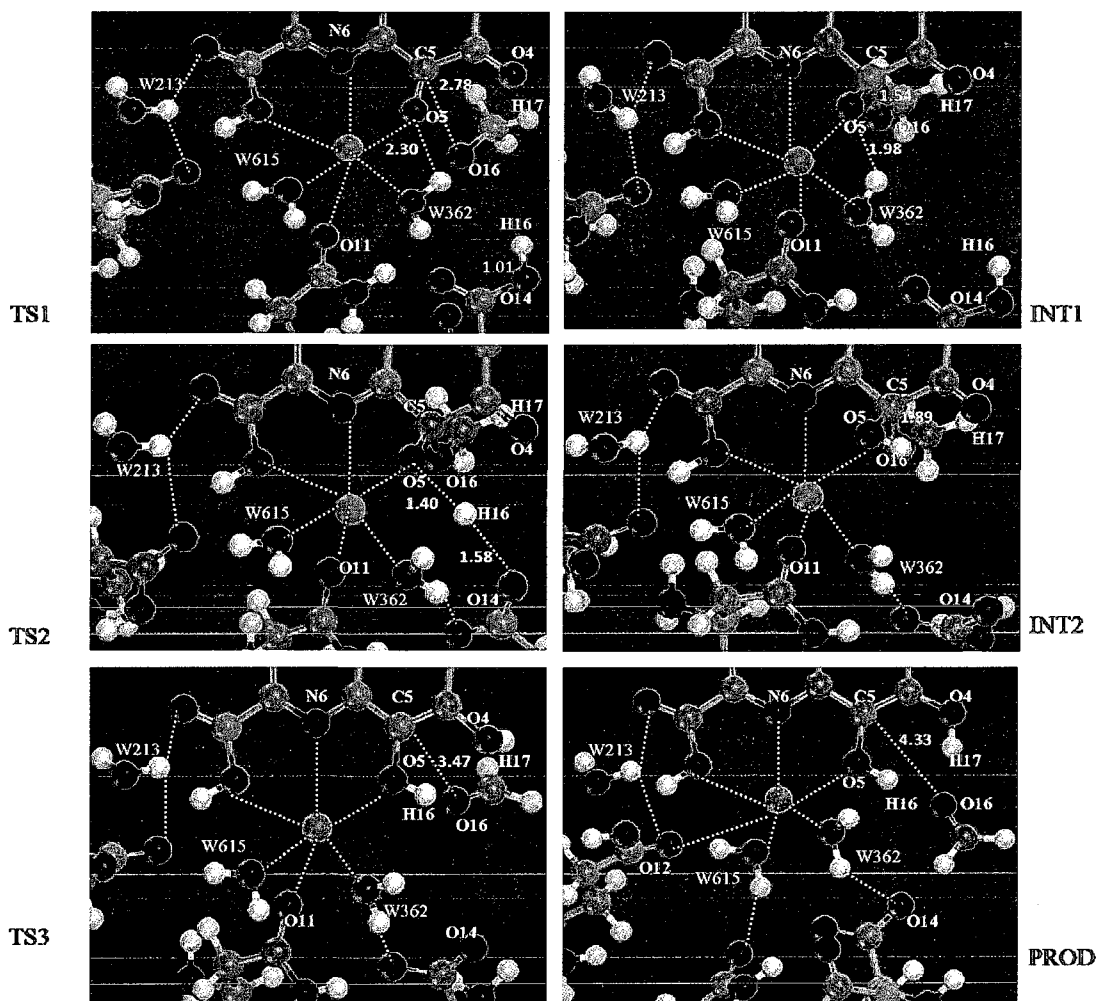 N6
C5
O4
W213
2.78
H17
O5
2.30
O16
W615
W362
H16
O11
1.01
O14
TS1
N6
C5
O4
W213
1.54
H17
O5
O16
1.98
W615
W362
H16
O11
O14
INT1
N6
C5
H17
O4
W213
O5
O16
1.40
H16
W615
1.58
O11
W362
O14
TS2
N6
C5
O4
W213
O5
1.89
H17
O16
W615
W362
O11
O14
INT2
N6
C5
O4
W213
O5
3.47
H17
H16
O16
W615
W362
O11
O14
TS3
N6
C5
O4
4.33
W213
H17
O5
H16
O16
W362
O12
W615
O14
PROD